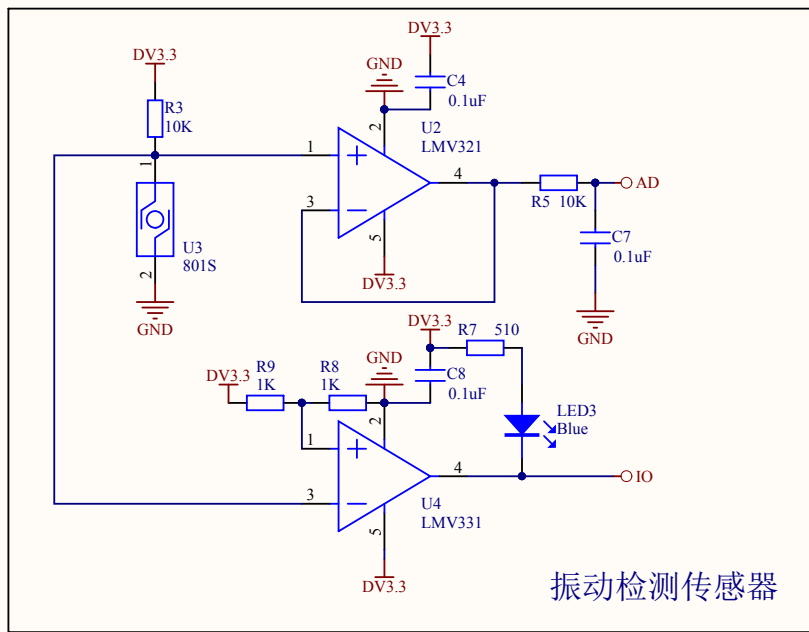 DV3.3
GND
C4
0.1uF
DV3.3
R3
10K
1
2
U2
LMV321
1
3
4
5
DV3.3
R5 10K
AD
C7
0.1uF
GND
U3
801S
2
GND
DV3.3
R7 510
GND
C8
0.1uF
DV3.3
R9
1K
R8
1K
2
1
3
4
5
U4
LMV331
DV3.3
LED3
Blue
IO
振动检测传感器